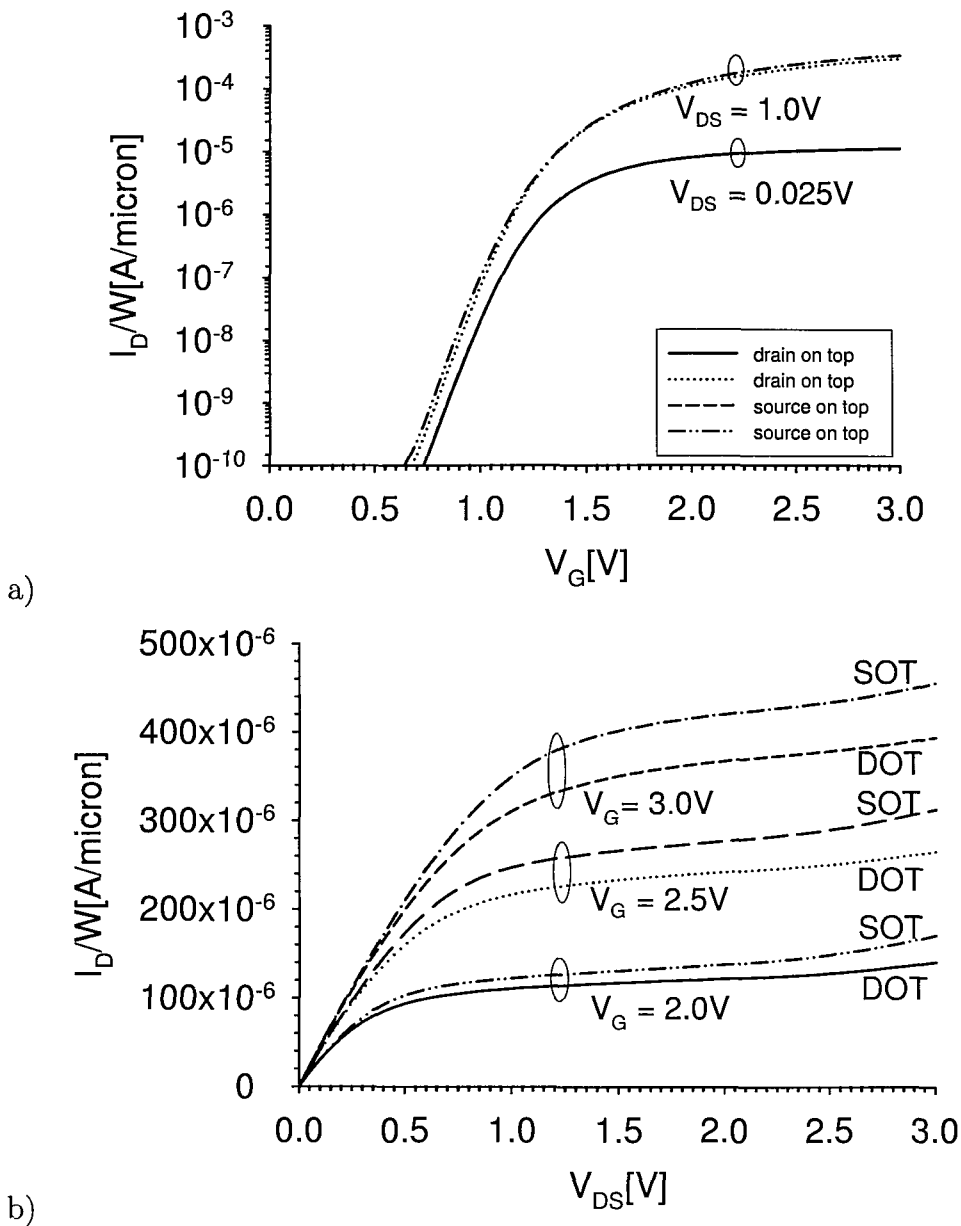 10⁻³
10⁻⁴
10⁻⁵
10⁻⁶
10⁻⁷
10⁻⁸
10⁻⁹
10⁻¹⁰
I_D/W[A/micron]
V_DS = 1.0V
V_DS = 0.025V
drain on top
drain on top
source on top
source on top
0.0 0.5 1.0 1.5 2.0 2.5 3.0
V_G[V]
a)
500x10⁻⁶
400x10⁻⁶
300x10⁻⁶
200x10⁻⁶
100x10⁻⁶
0
I_D/W[A/micron]
SOT
DOT
V_G= 3.0V
SOT
DOT
V_G = 2.5V
SOT
DOT
V_G = 2.0V
0.0 0.5 1.0 1.5 2.0 2.5 3.0
V_DS[V]
b)